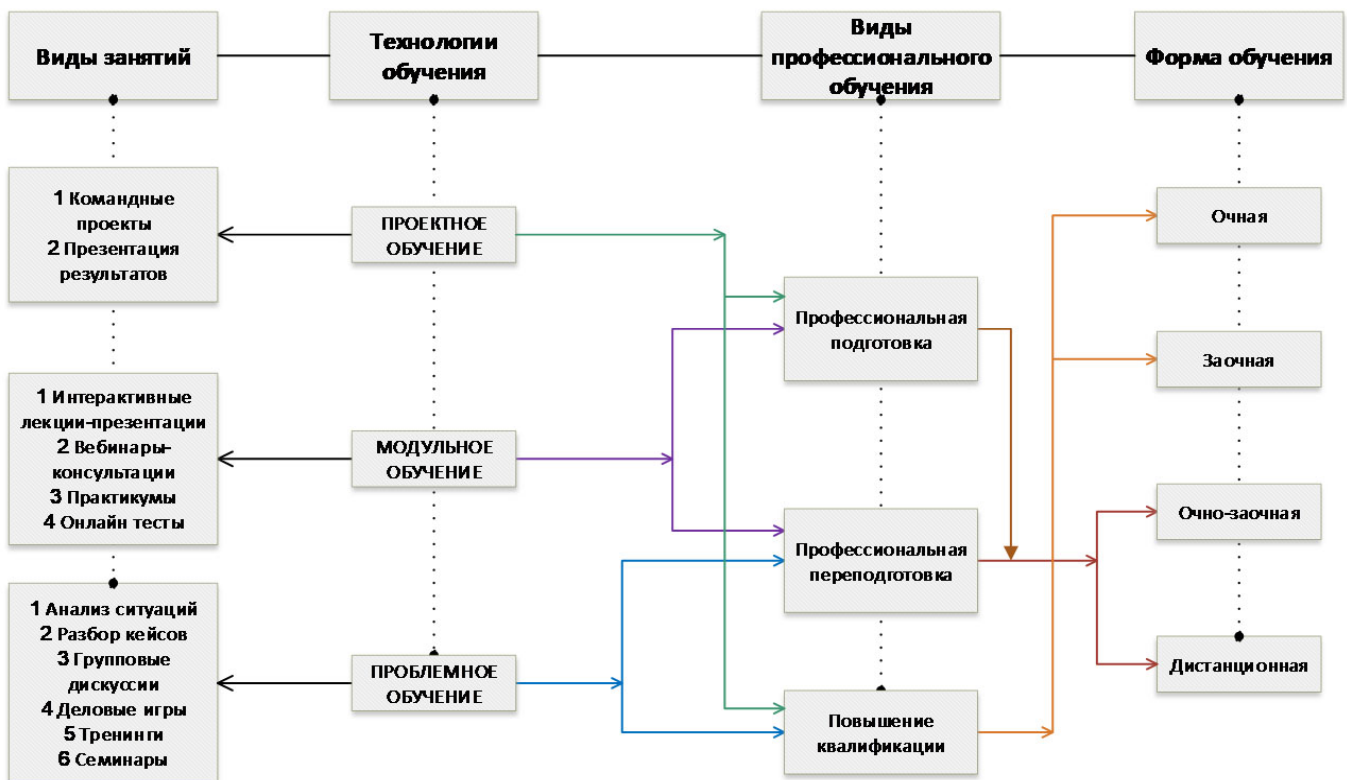 Виды занятий
Технологии
обучения
Виды
профессионального
обучения
Форма обучения
1 Командные
проекты
2 Презентация
результатов
ПРОЕКТНОЕ
ОБУЧЕНИЕ
Очная
Профессиональная
подготовка
Заочная
1 Интерактивные
лекции-презентации
2 Вебинары-
консультации
3 Практикумы
4 Онлайн тесты
МОДУЛЬНОЕ
ОБУЧЕНИЕ
Профессиональная
переподготовка
Очно-заочная
1 Анализ ситуаций
2 Разбор кейсов
3 Групповые
дискуссии
4 Деловые игры
5 Тренинги
6 Семинары
ПРОБЛЕМНОЕ
ОБУЧЕНИЕ
Повышение
квалификации
Дистанционная